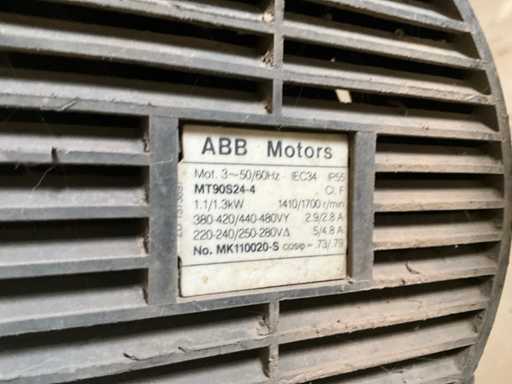 ABB Motors
Mot. 3~50/60Hz IEC34 IP55
MT90S24-4 Cl. F
1.1/1.3kW 1410/1700 r/min
380-420/440-480VY 2.9/2.8 A
220-240/250-280V∆ 5/4.8 A
No. MK110020-S cosφ = .73/.79